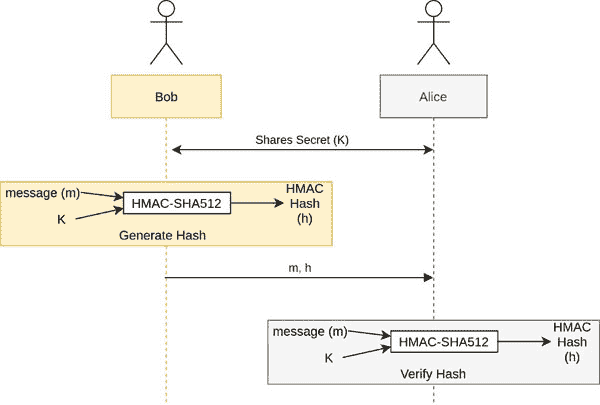 Bob
Alice
Shares Secret (K)
message (m)
K
HMAC-SHA512
HMAC
Hash
(h)
Generate Hash
m, h
message (m)
K
HMAC-SHA512
HMAC
Hash
(h)
Verify Hash